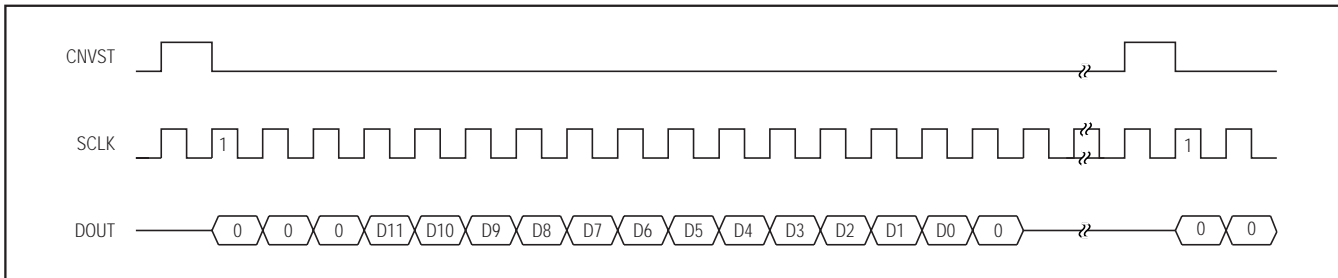 CNVST
SCLK 1 1
DOUT 0 0 0 D11 D10 D9 D8 D7 D6 D5 D4 D3 D2 D1 D0 0 0 0